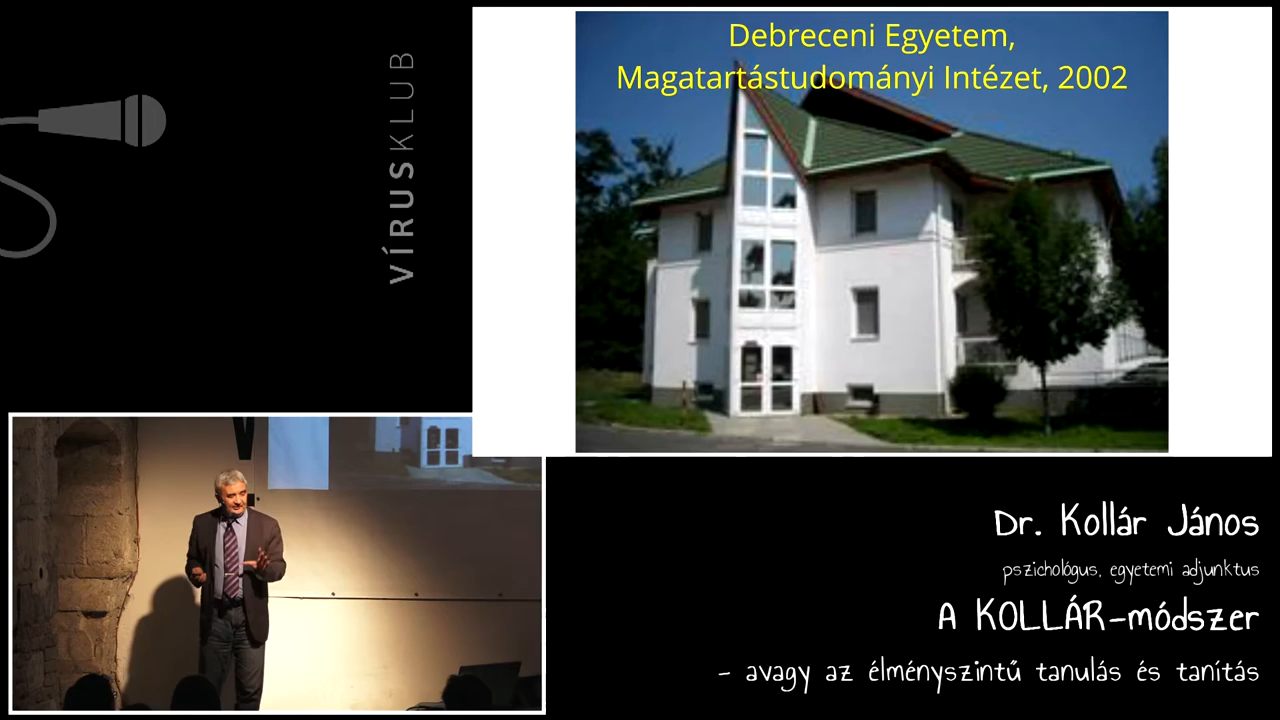 VÍRUSKLUB
Debreceni Egyetem,
Magatartástudományi Intézet, 2002
Dr. Kollár János
pszichológus, egyetemi adjunktus
A KOLLÁR-módszer
- avagy az élményszintű tanulás és tanítás